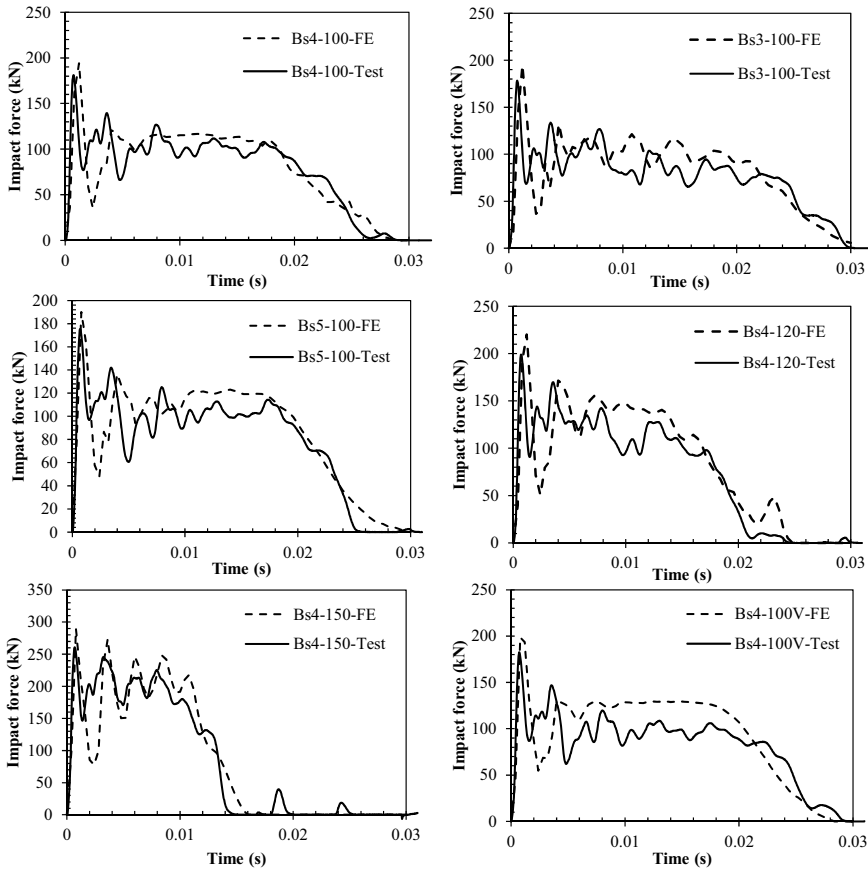 250
200
150
100
50
0
Impact force (kN)
Bs4-100-FE
Bs4-100-Test
0
0.01
0.02
0.03
Time (s)
250
200
150
100
50
0
Impact force (kN)
Bs3-100-FE
Bs3-100-Test
0
0.01
0.02
0.03
Time (s)
200
180
160
140
120
100
80
60
40
20
0
Impact force (kN)
Bs5-100-FE
Bs5-100-Test
0
0.01
0.02
0.03
Time (s)
250
200
150
100
50
0
Impact force (kN)
Bs4-120-FE
Bs4-120-Test
0
0.01
0.02
0.03
Time (s)
350
300
250
200
150
100
50
0
Impact force (kN)
Bs4-150-FE
Bs4-150-Test
0
0.01
0.02
0.03
Time (s)
250
200
150
100
50
0
Impact force (kN)
Bs4-100V-FE
Bs4-100V-Test
0
0.01
0.02
0.03
Time (s)